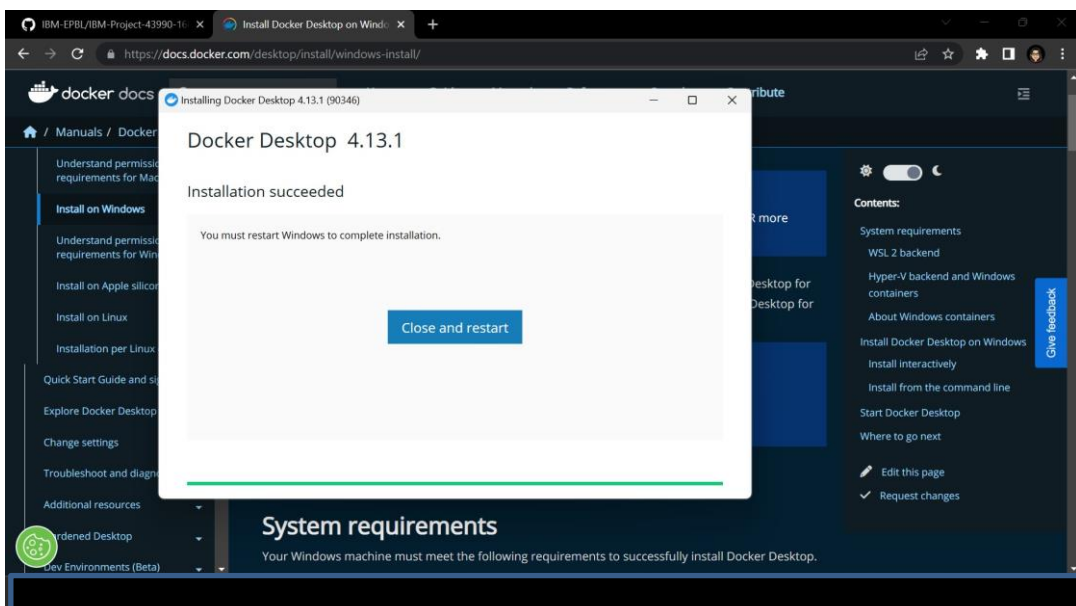 IBM-EPBL/IBM-Project-43990-16
Install Docker Desktop on Windo
https://docs.docker.com/desktop/install/windows-install/
docker docs
Installing Docker Desktop 4.13.1 (90346)
ribute
/ Manuals / Docker
Docker Desktop 4.13.1
Installation succeeded
You must restart Windows to complete installation.
Close and restart
Understand permissio
requirements for Mac
Install on Windows
Understand permissio
requirements for Win
Install on Apple silicon
Install on Linux
Installation per Linux
Quick Start Guide and si
Explore Docker Desktop
Change settings
Troubleshoot and diagn
Additional resources
rdened Desktop
Dev Environments (Beta)
R more
Desktop for
Desktop for
System requirements
Your Windows machine must meet the following requirements to successfully install Docker Desktop.
Contents:
System requirements
WSL 2 backend
Hyper-V backend and Windows
containers
About Windows containers
Install Docker Desktop on Windows
Install interactively
Install from the command line
Start Docker Desktop
Where to go next
Edit this page
Request changes
Give feedback